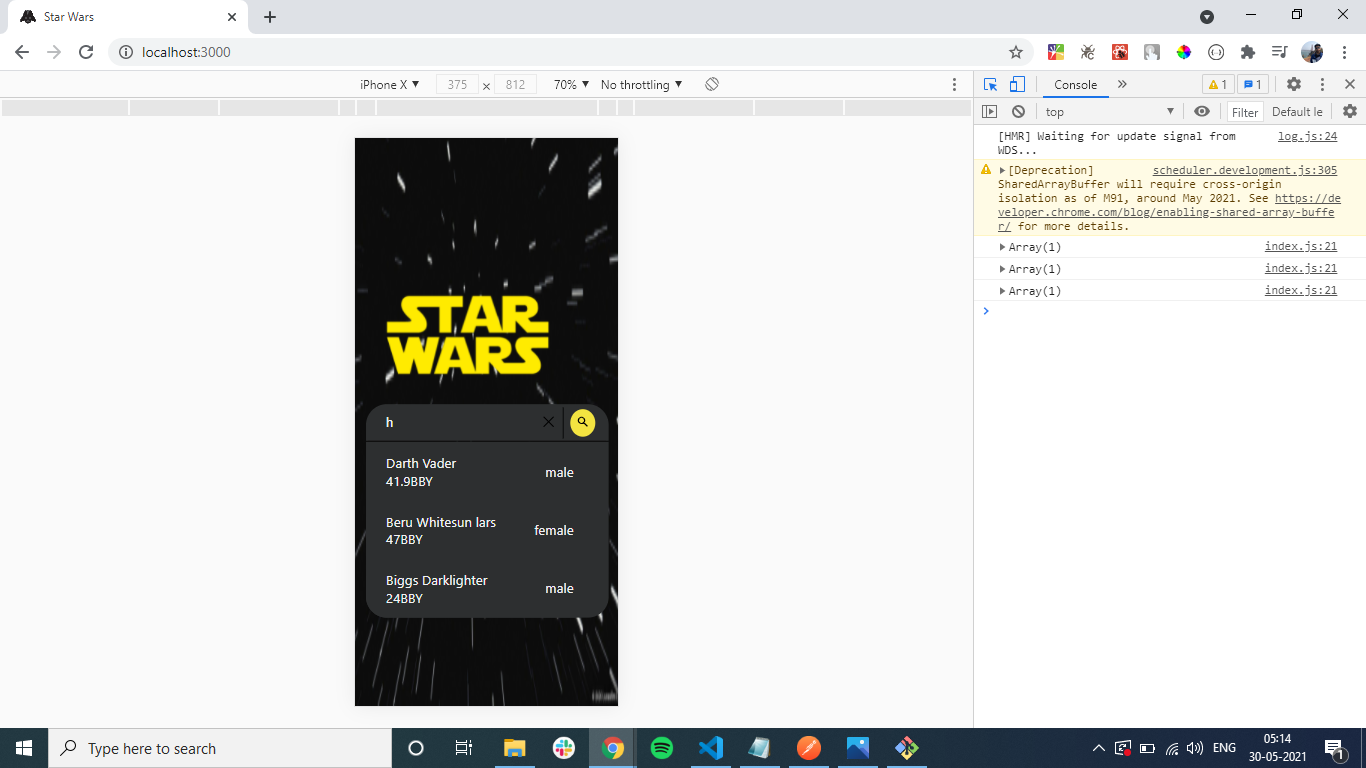 Star Wars
localhost:3000
iPhone X
375
×
812
70%
No throttling
Console
1
1
top
Filter
Default le
[HMR] Waiting for update signal from
log.js:24
WDS...
[Deprecation]
scheduler.development.js:305
SharedArrayBuffer will require cross-origin
isolation as of M91, around May 2021. See https://de
veloper.chrome.com/blog/enabling-shared-array-buffe
r/ for more details.
Array(1)
index.js:21
Array(1)
index.js:21
Array(1)
index.js:21
STAR
WARS
h
Darth Vader
41.9BBY
male
Beru Whitesun lars
47BBY
female
Biggs Darklighter
24BBY
male
Type here to search
ENG
05:14
30-05-2021
1